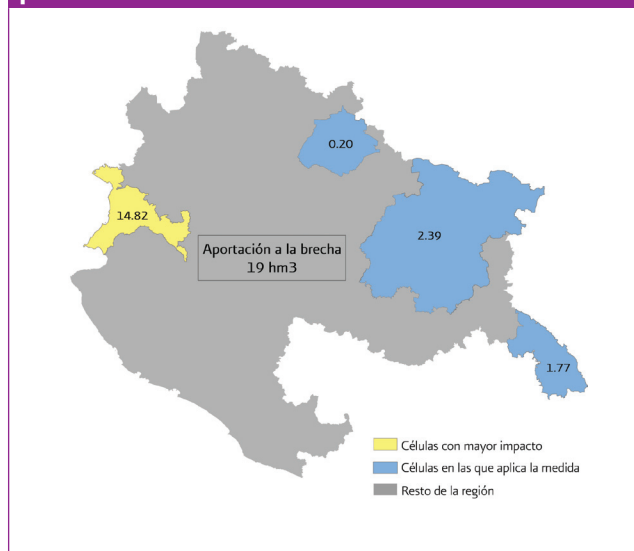 0.20
14.82
2.39
Aportación a la brecha
19 hm3
1.77
Células con mayor impacto
Células en las que aplica la medida
Resto de la región